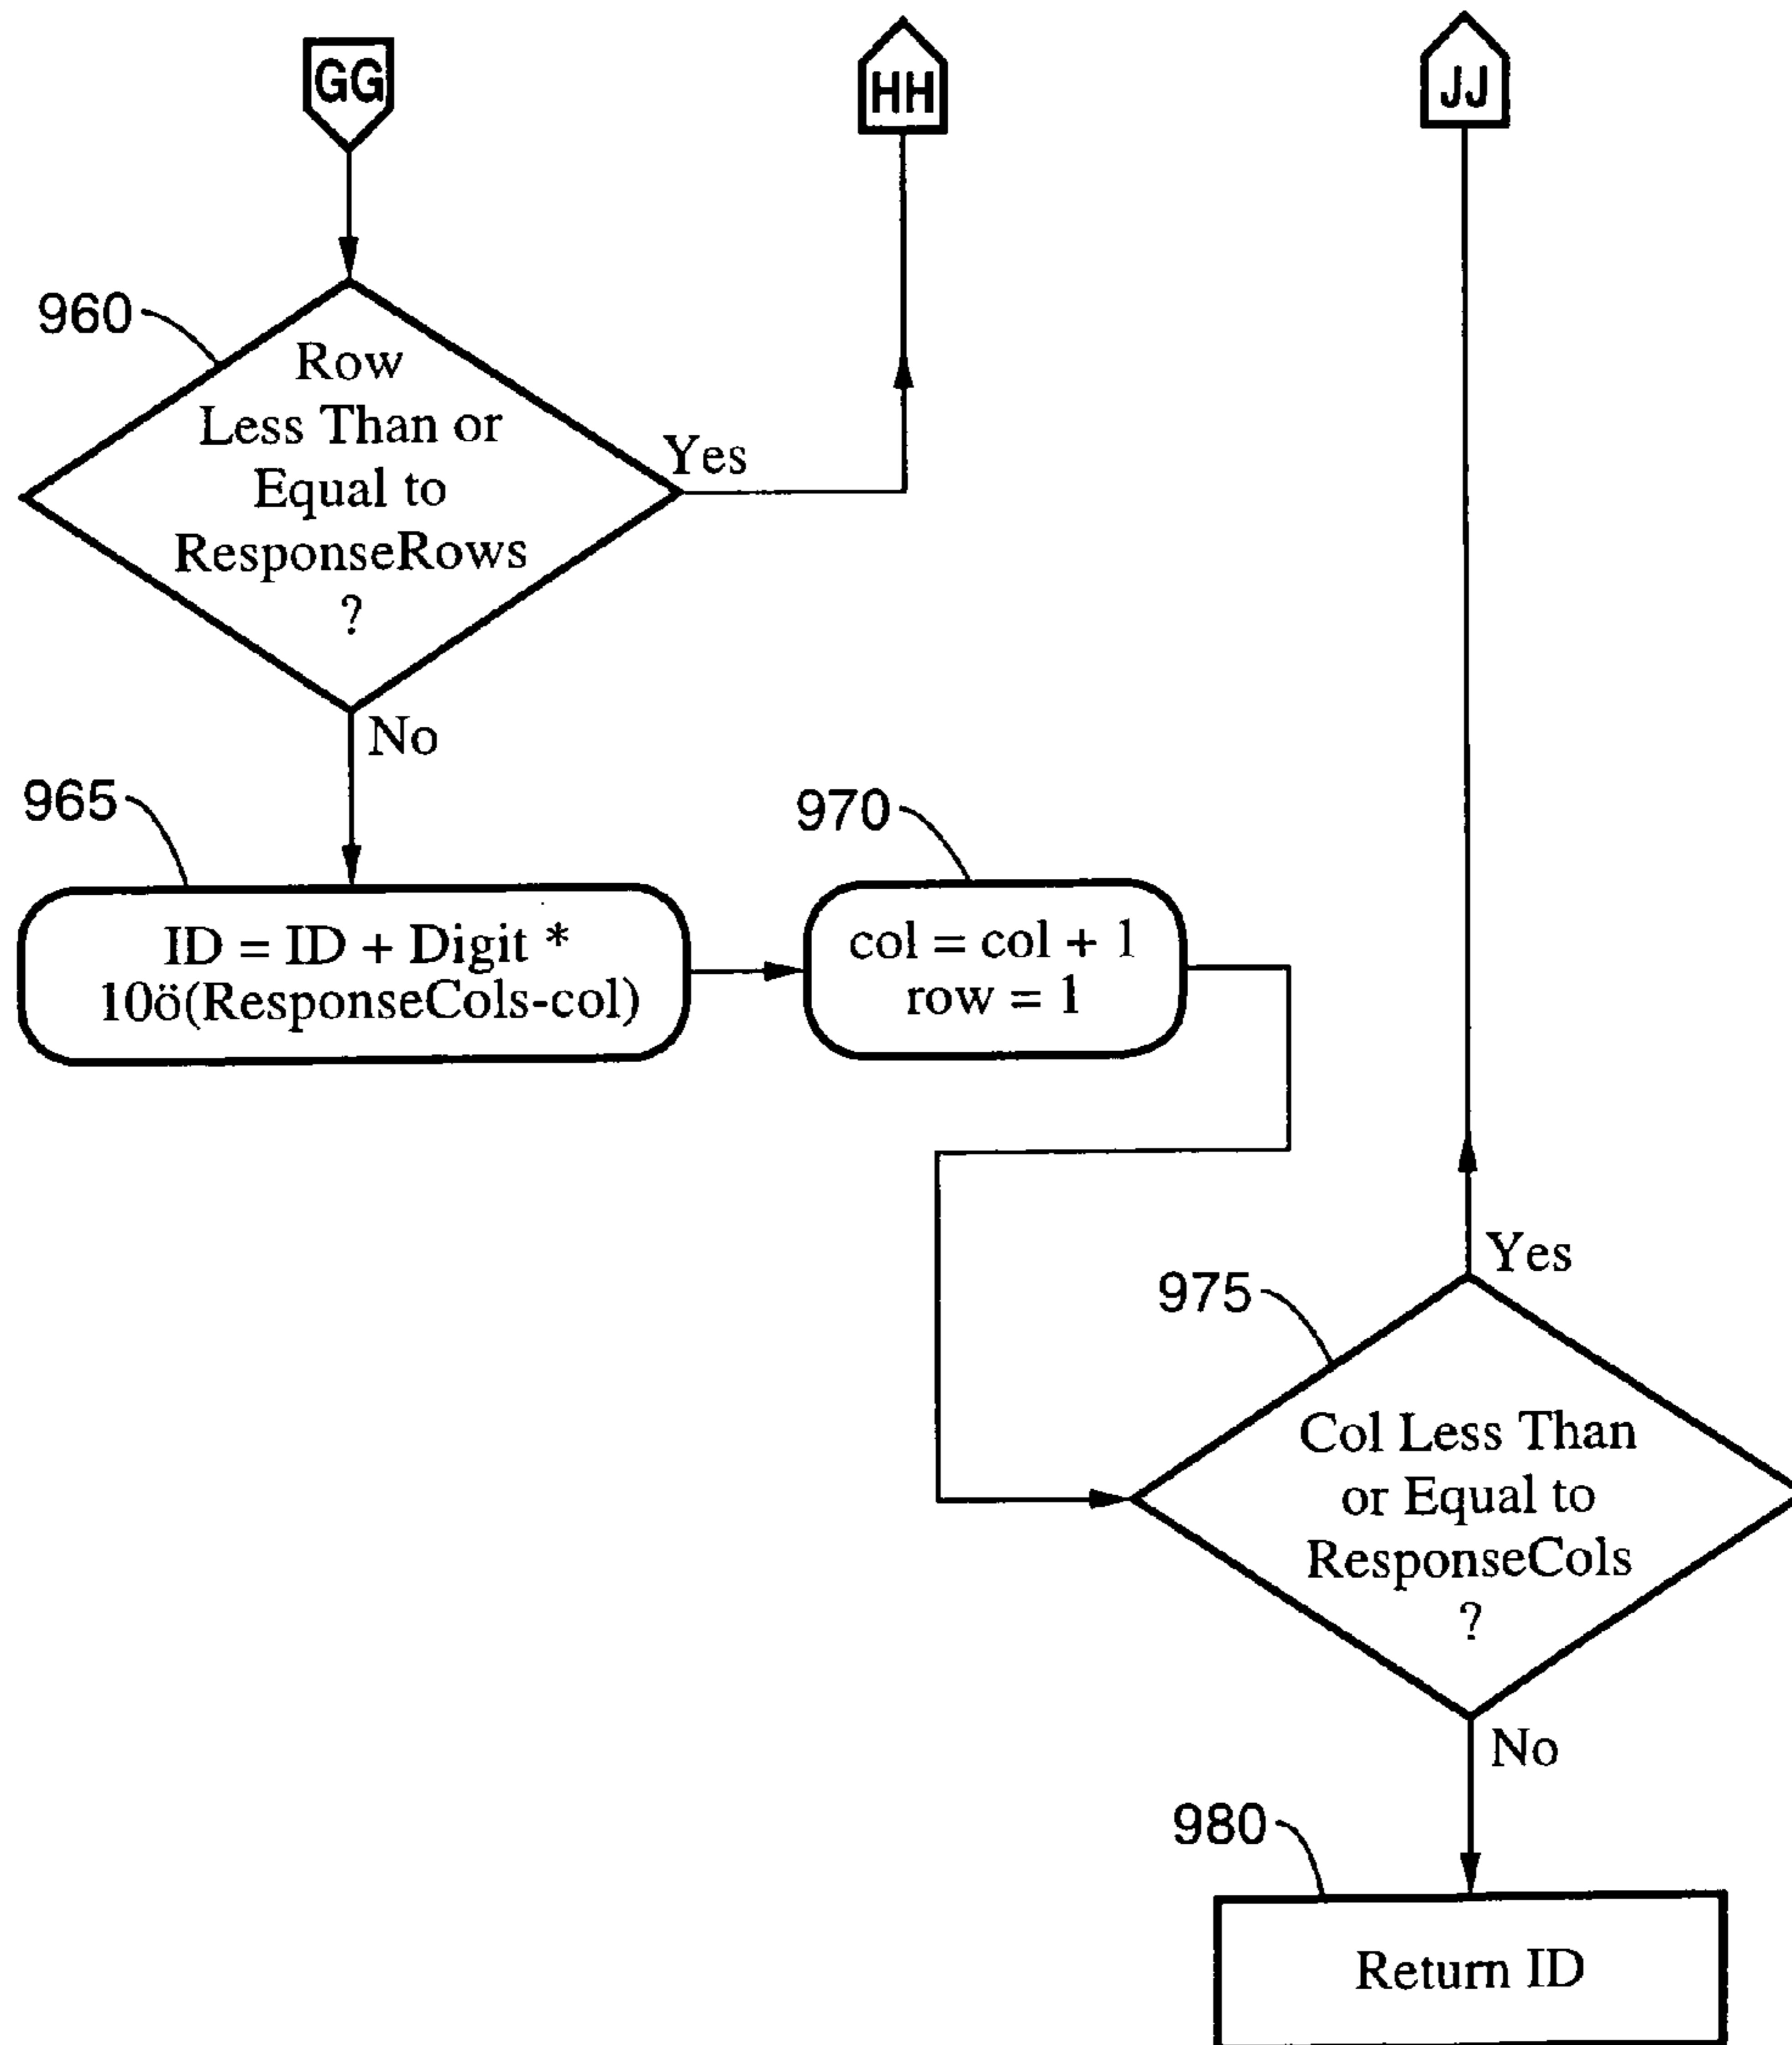 GG
HH
JJ
960
Row
Less Than or
Equal to
ResponseRows
?
Yes
No
965
ID = ID + Digit *
10ö(ResponseCols-col)
970
col = col + 1
row = 1
975
Yes
Col Less Than
or Equal to
ResponseCols
?
No
980
Return ID